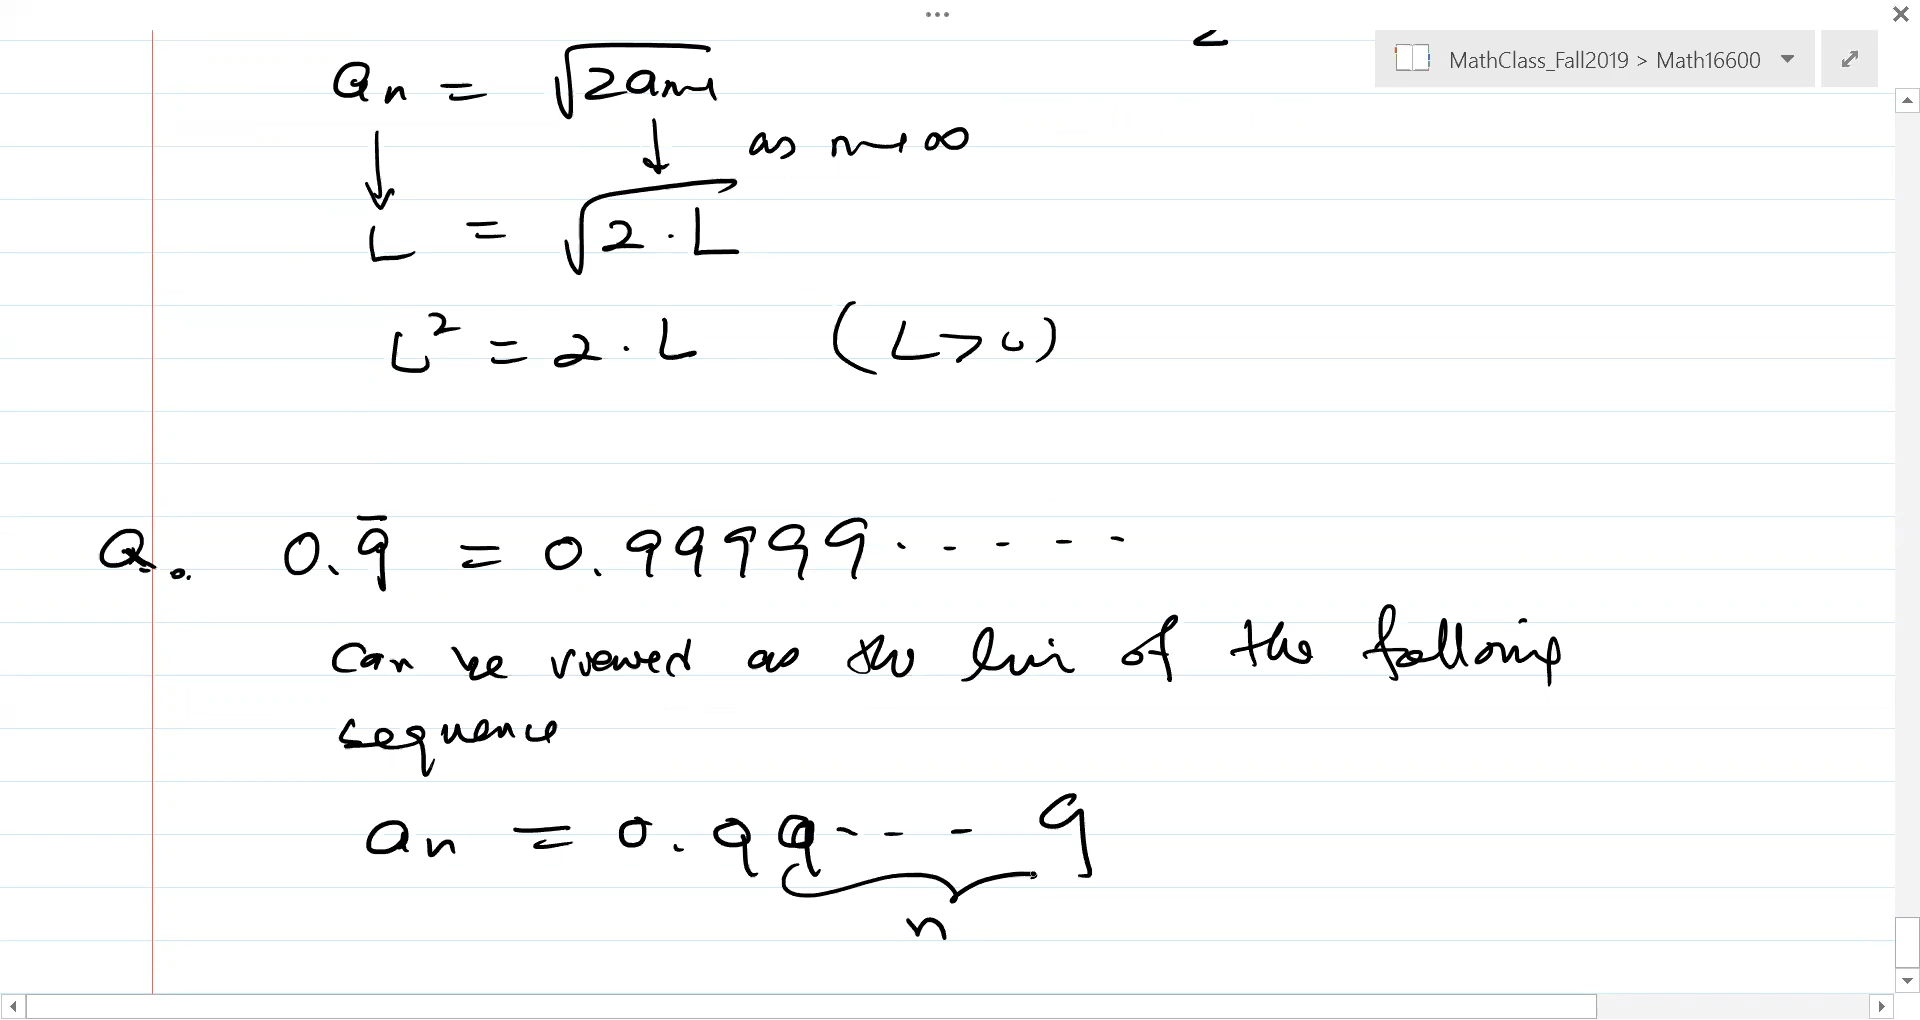 MathClass_Fall2019 > Math16600
aₙ = √2aₙ₋₁
↓ ↓ as n→∞
L = √2·L
L² = 2·L (L>0)
Q. 0.9̅ = 0.99999.----
Can be viewed as the lim of the following
sequence
aₙ = 0.99--- 9
n